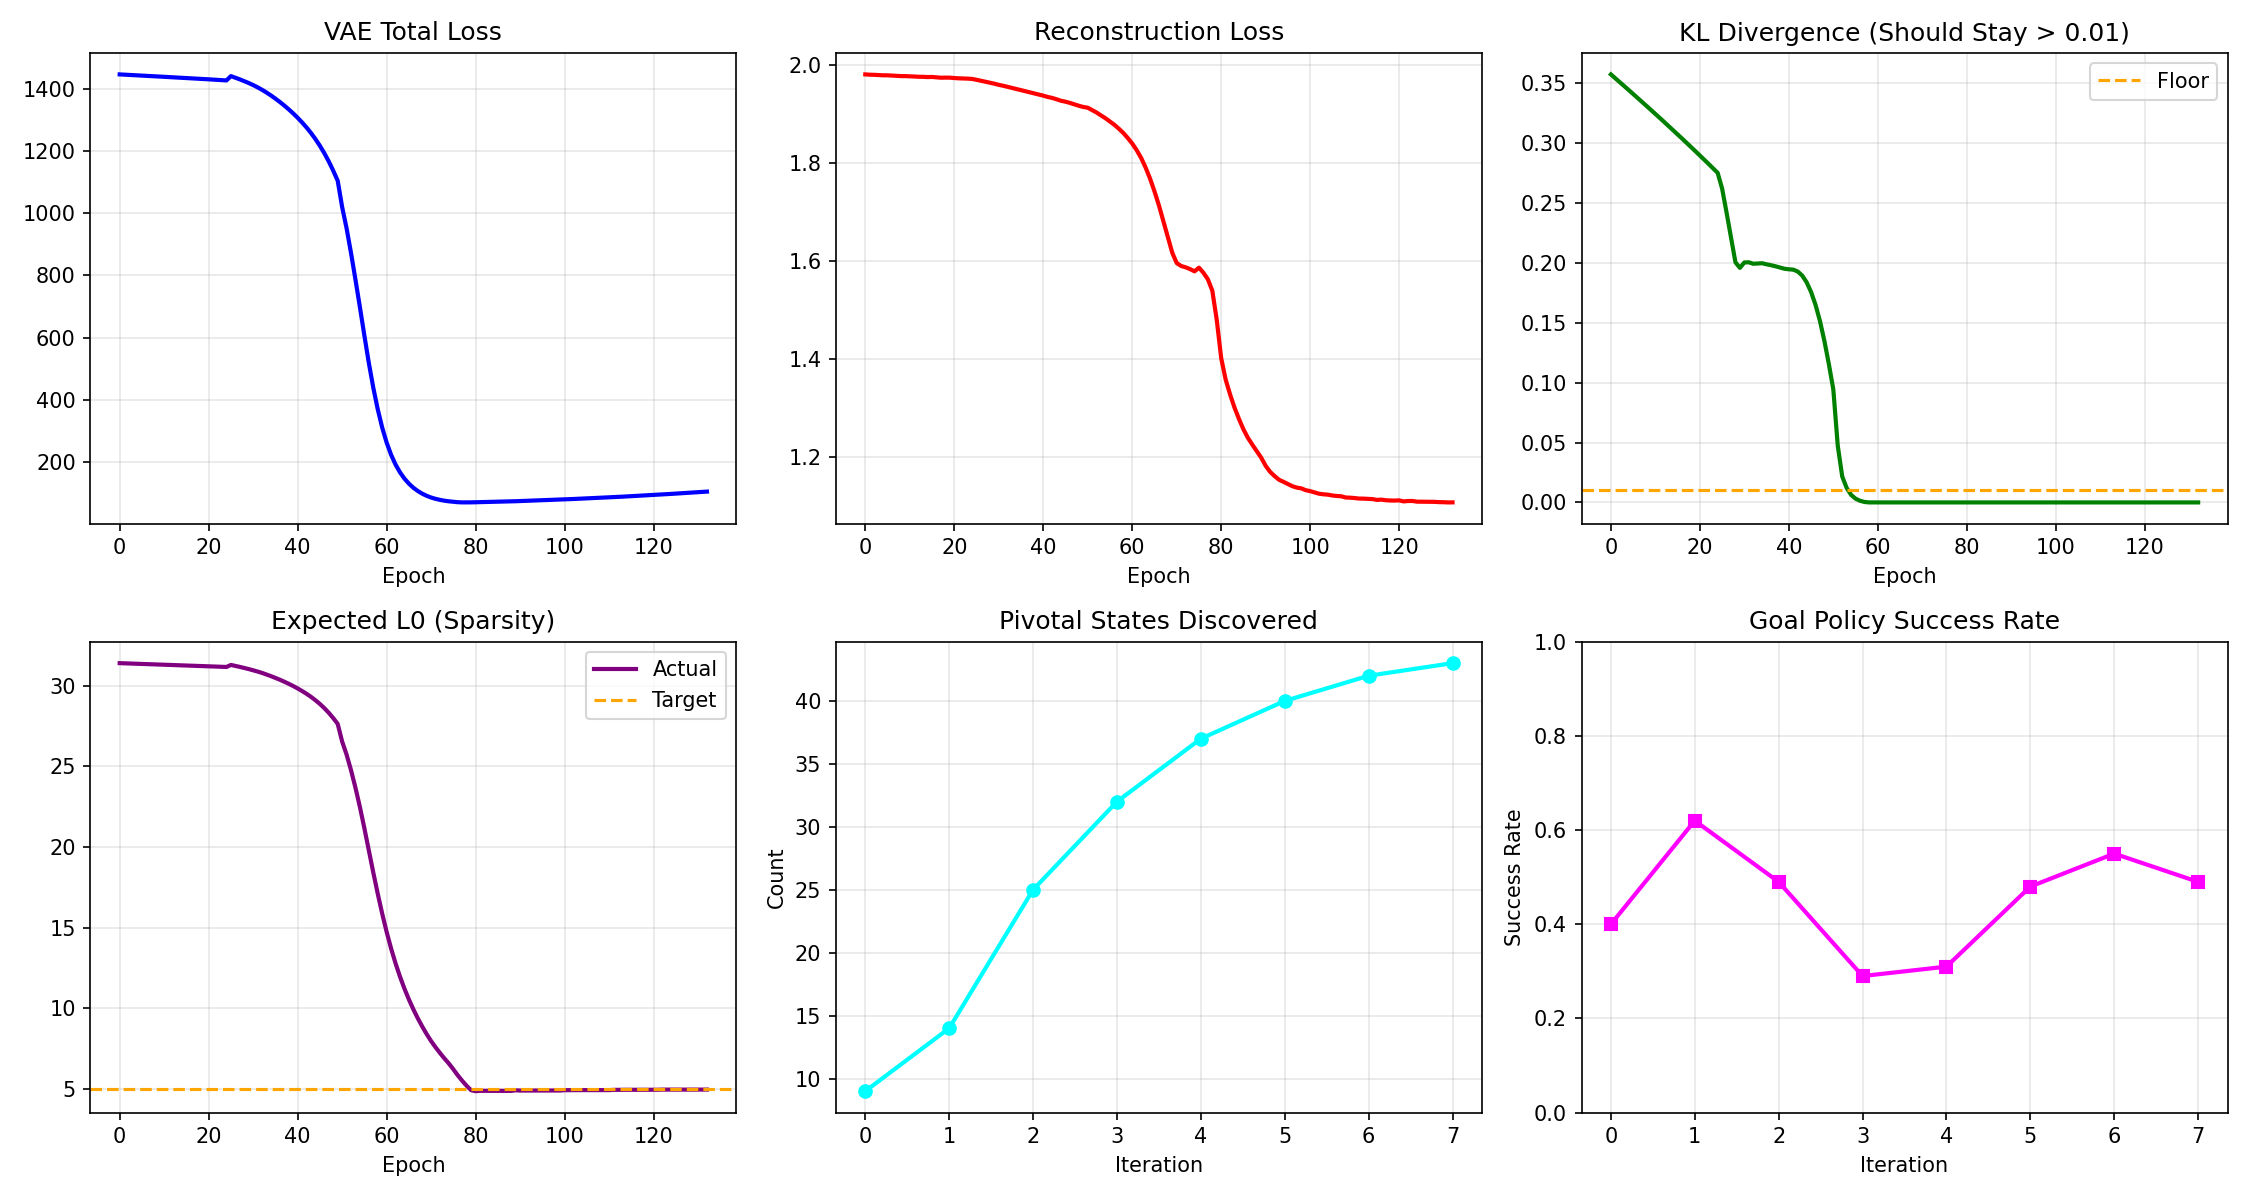 VAE Total Loss
1400
1200
1000
800
600
400
200
0 20 40 60 80 100 120
Epoch
Reconstruction Loss
2.0
1.8
1.6
1.4
1.2
0 20 40 60 80 100 120
Epoch
KL Divergence (Should Stay > 0.01)
Floor
0.35
0.30
0.25
0.20
0.15
0.10
0.05
0.00
0 20 40 60 80 100 120
Epoch
Expected L0 (Sparsity)
Actual
Target
30
25
20
15
10
5
0 20 40 60 80 100 120
Epoch
Pivotal States Discovered
Count
40
35
30
25
20
15
10
0 1 2 3 4 5 6 7
Iteration
Goal Policy Success Rate
Success Rate
1.0
0.8
0.6
0.4
0.2
0.0
0 1 2 3 4 5 6 7
Iteration